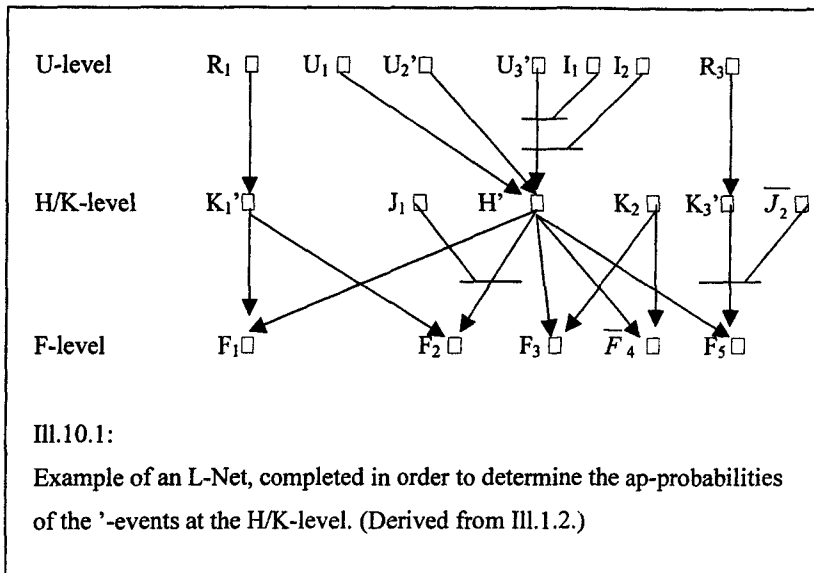 U-level R₁ U₁ U₂' U₃' I₁ I₂ R₃
H/K-level K₁' J₁ H' K₂ K₃' J̅₂
F-level F₁ F₂ F₃ F̅₄ F₅
Ill.10.1:
Example of an L-Net, completed in order to determine the ap-probabilities
of the ’-events at the H/K-level. (Derived from Ill.1.2.)